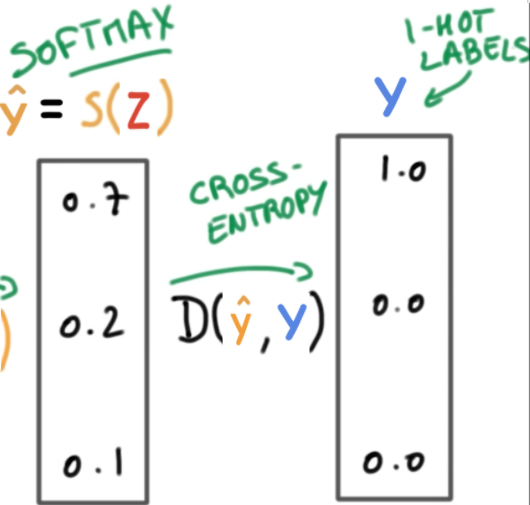 SOFTMAX
ŷ = S(Z)
0.7
0.2
0.1
CROSS-
ENTROPY
D(ŷ, y)
1-HOT
LABELS
y
1.0
0.0
0.0